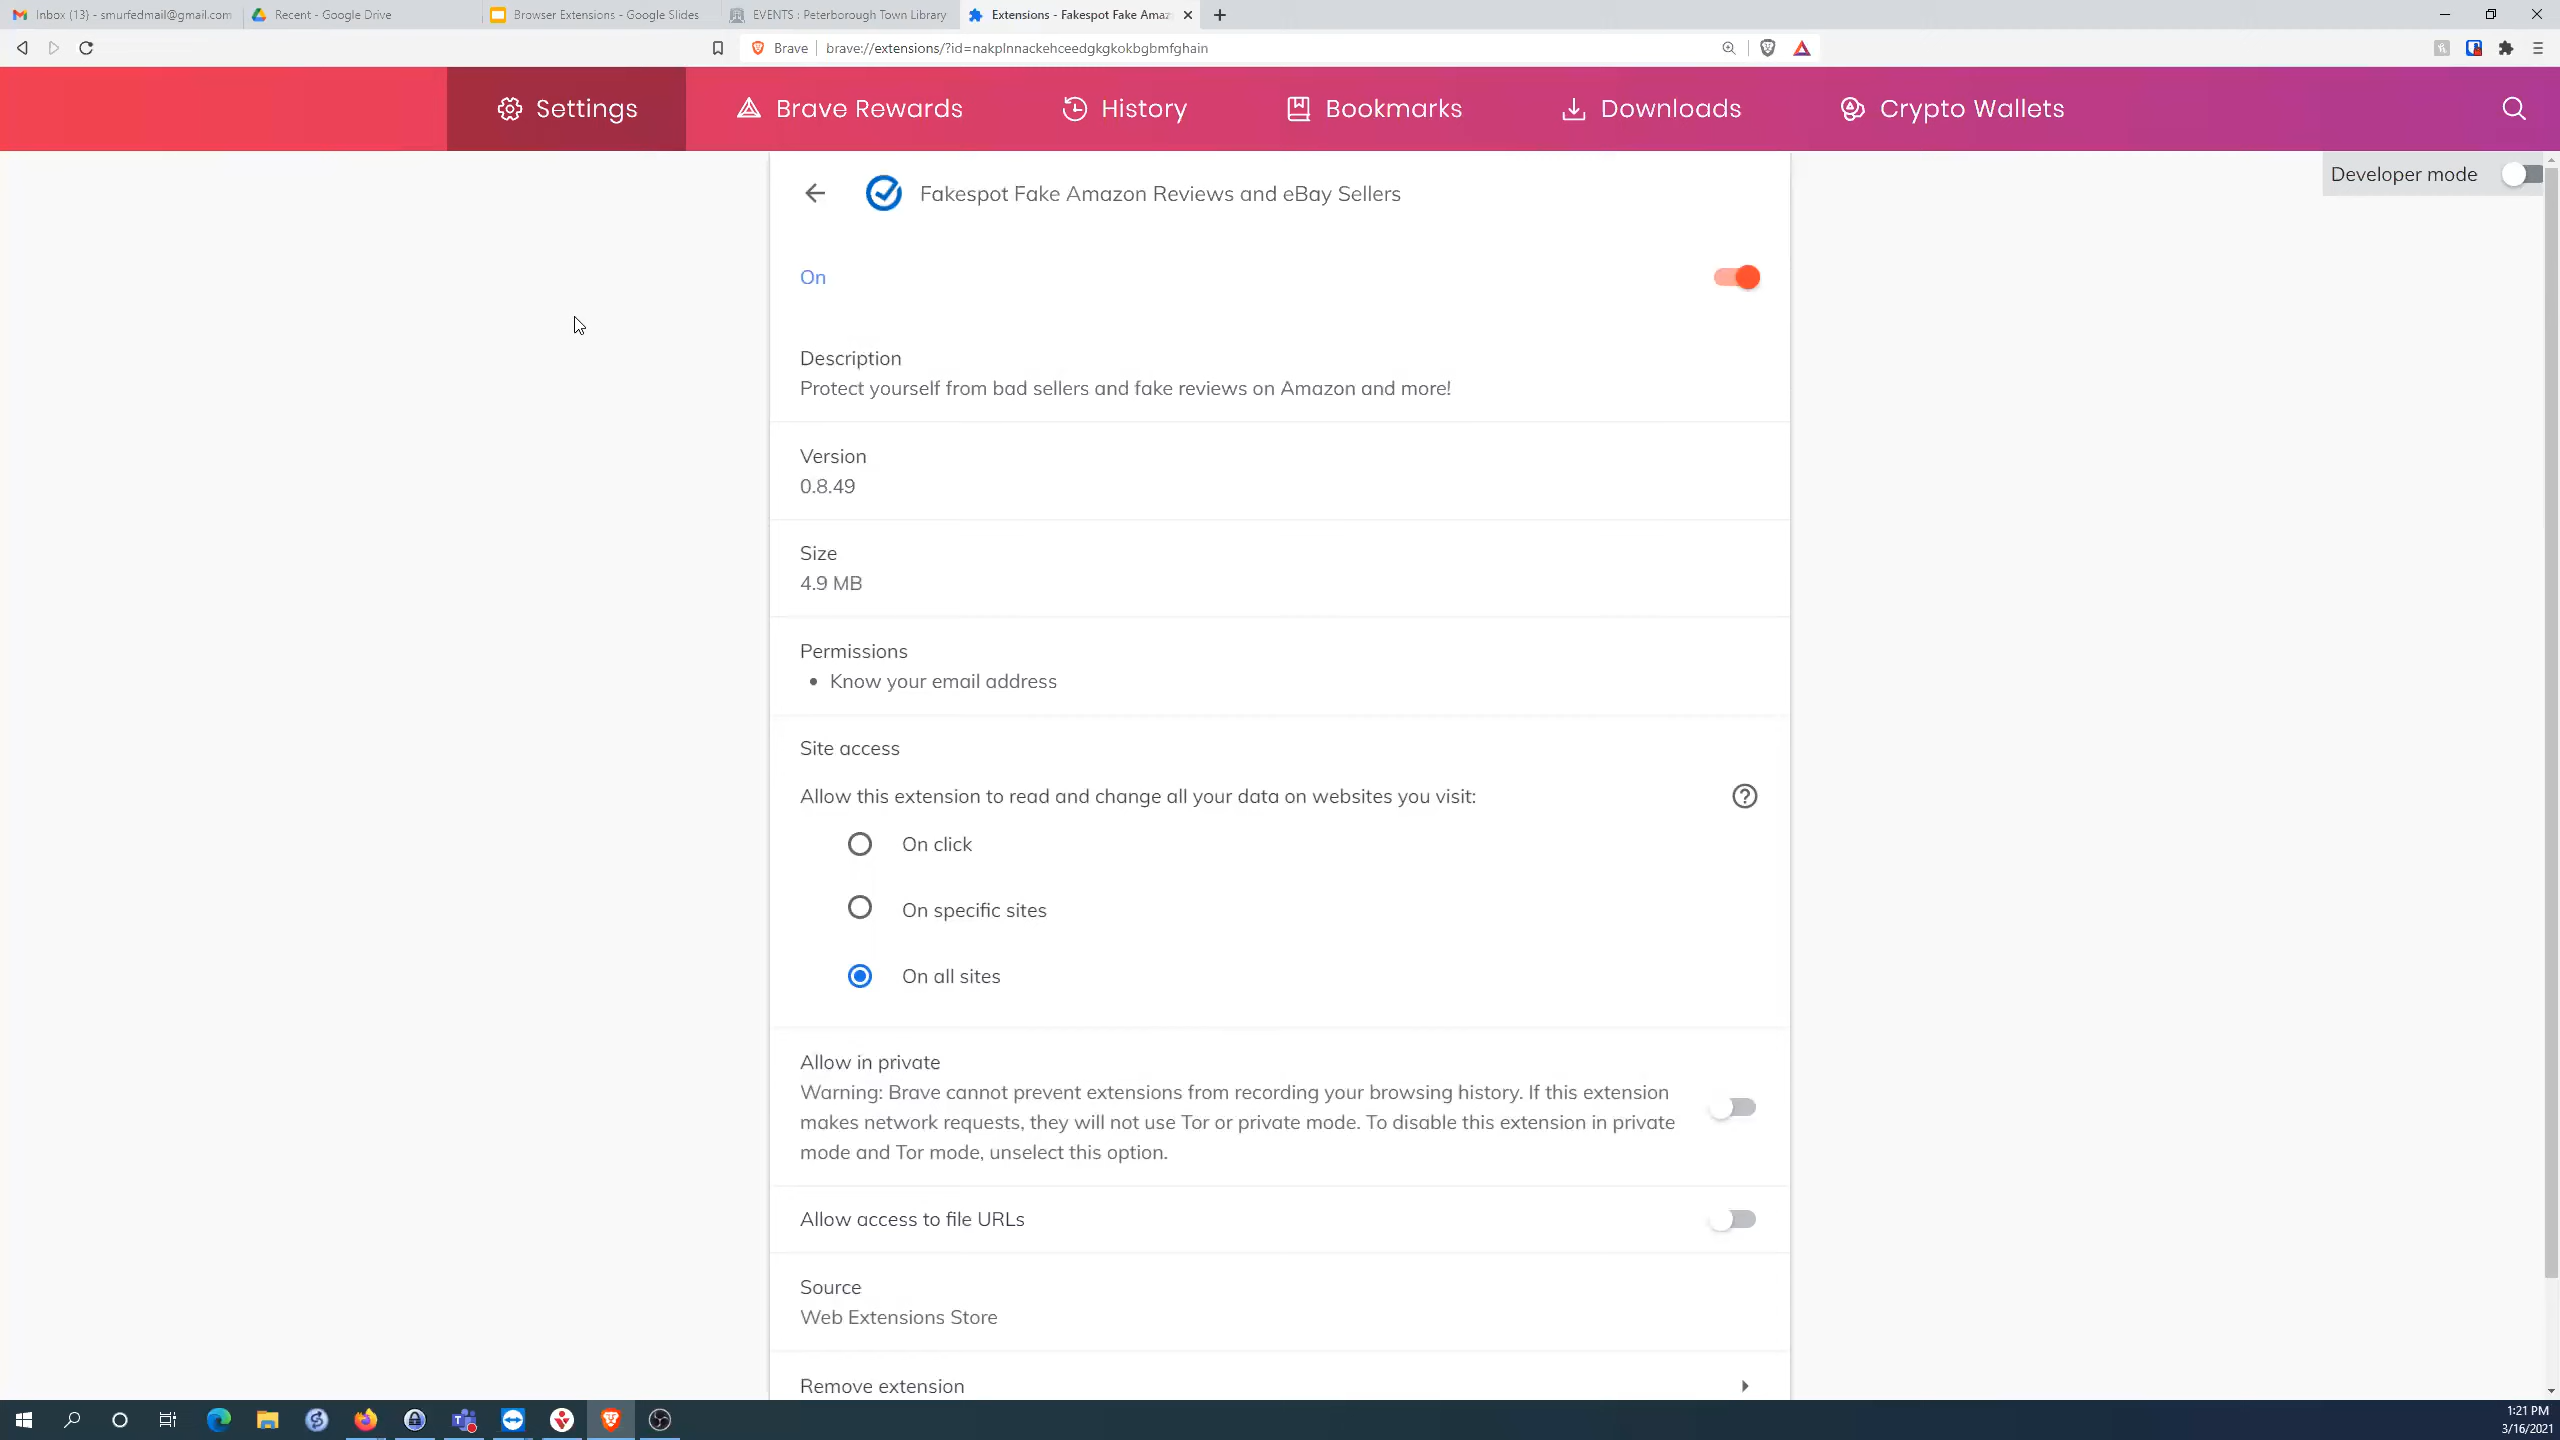 Inbox (13) - smurfedmail@gmail.com
Recent - Google Drive
Browser Extensions - Google Slides
EVENTS : Peterborough Town Library
Extensions - Fakespot Fake Amaz
Brave
brave://extensions/?id=nakplnnackehceedgkgkokbgbmfghain
Settings
Brave Rewards
History
Bookmarks
Downloads
Crypto Wallets
Developer mode
Fakespot Fake Amazon Reviews and eBay Sellers
On
Description
Protect yourself from bad sellers and fake reviews on Amazon and more!
Version
0.8.49
Size
4.9 MB
Permissions
• Know your email address
Site access
Allow this extension to read and change all your data on websites you visit:
On click
On specific sites
On all sites
Allow in private
Warning: Brave cannot prevent extensions from recording your browsing history. If this extension
makes network requests, they will not use Tor or private mode. To disable this extension in private
mode and Tor mode, unselect this option.
Allow access to file URLs
Source
Web Extensions Store
Remove extension
1:21 PM
3/16/2021